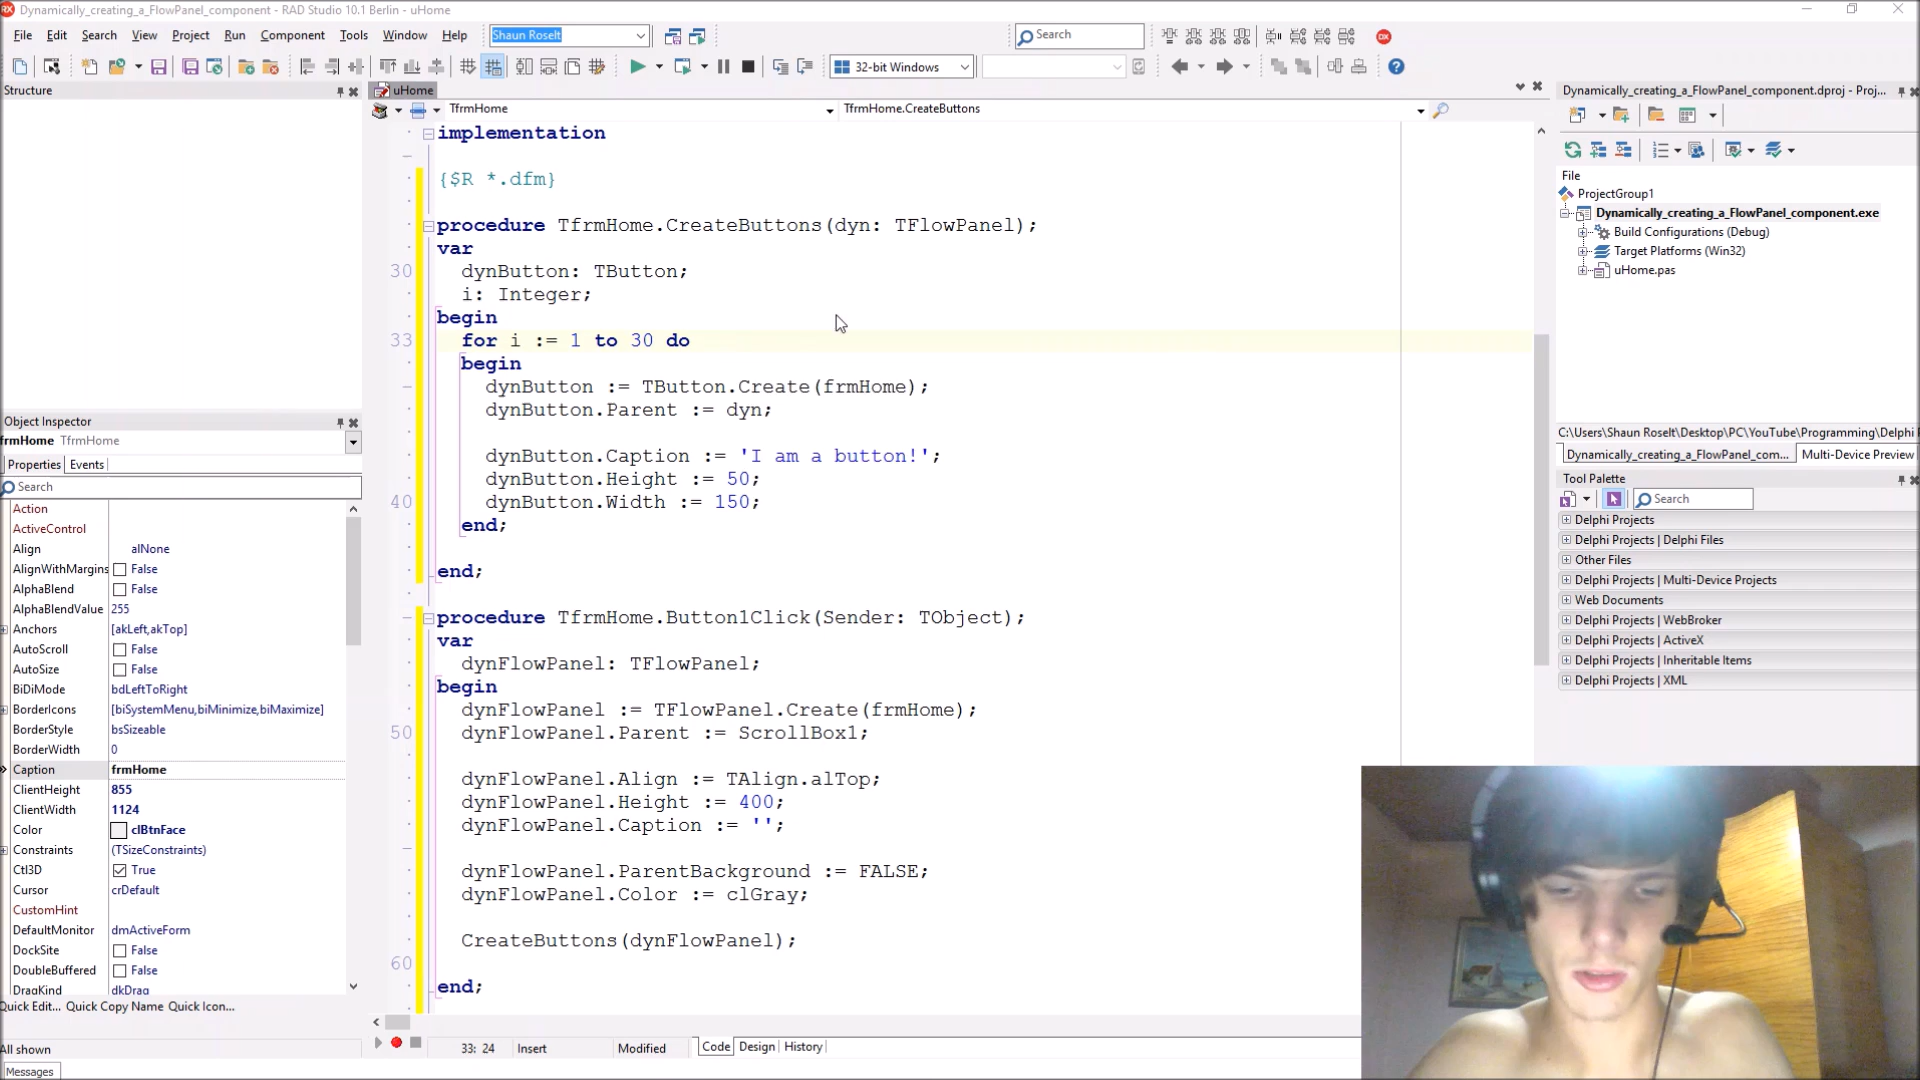 Dynamically_creating_a_FlowPanel_component - RAD Studio 10.1 Berlin - uHome
File Edit Search View Project Run Component Tools Window Help Shaun Roselt Search
32-bit Windows
Structure
uHome
TfrmHome
TfrmHome.CreateButtons
implementation
{$R *.dfm}
procedure TfrmHome.CreateButtons(dyn: TFlowPanel);
var
30 dynButton: TButton;
i: Integer;
begin
33 for i := 1 to 30 do
begin
dynButton := TButton.Create(frmHome);
dynButton.Parent := dyn;
dynButton.Caption := 'I am a button!';
dynButton.Height := 50;
40 dynButton.Width := 150;
end;
end;
procedure TfrmHome.Button1Click(Sender: TObject);
var
dynFlowPanel: TFlowPanel;
begin
dynFlowPanel := TFlowPanel.Create(frmHome);
50 dynFlowPanel.Parent := ScrollBox1;
dynFlowPanel.Align := TAlign.alTop;
dynFlowPanel.Height := 400;
dynFlowPanel.Caption := '';
dynFlowPanel.ParentBackground := FALSE;
dynFlowPanel.Color := clGray;
CreateButtons(dynFlowPanel);
60
end;
33: 24 Insert Modified Code Design History
Object Inspector
frmHome TfrmHome
Properties Events
Search
Action
ActiveControl
Align alNone
AlignWithMargins False
AlphaBlend False
AlphaBlendValue 255
Anchors [akLeft,akTop]
AutoScroll False
AutoSize False
BiDiMode bdLeftToRight
BorderIcons [biSystemMenu,biMinimize,biMaximize]
BorderStyle bsSizeable
BorderWidth 0
Caption frmHome
ClientHeight 855
ClientWidth 1124
Color clBtnFace
Constraints (TSizeConstraints)
Ctl3D True
Cursor crDefault
CustomHint
DefaultMonitor dmActiveForm
DockSite False
DoubleBuffered False
DragKind dkDrag
Quick Edit... Quick Copy Name Quick Icon...
All shown
Messages
Dynamically_creating_a_FlowPanel_component.dproj - Proj...
File
ProjectGroup1
Dynamically_creating_a_FlowPanel_component.exe
Build Configurations (Debug)
Target Platforms (Win32)
uHome.pas
C:\Users\Shaun Roselt\Desktop\PC\YouTube\Programming\Delphi
Dynamically_creating_a_FlowPanel_com... Multi-Device Preview
Tool Palette
Search
Delphi Projects
Delphi Projects | Delphi Files
Other Files
Delphi Projects | Multi-Device Projects
Web Documents
Delphi Projects | WebBroker
Delphi Projects | ActiveX
Delphi Projects | Inheritable Items
Delphi Projects | XML